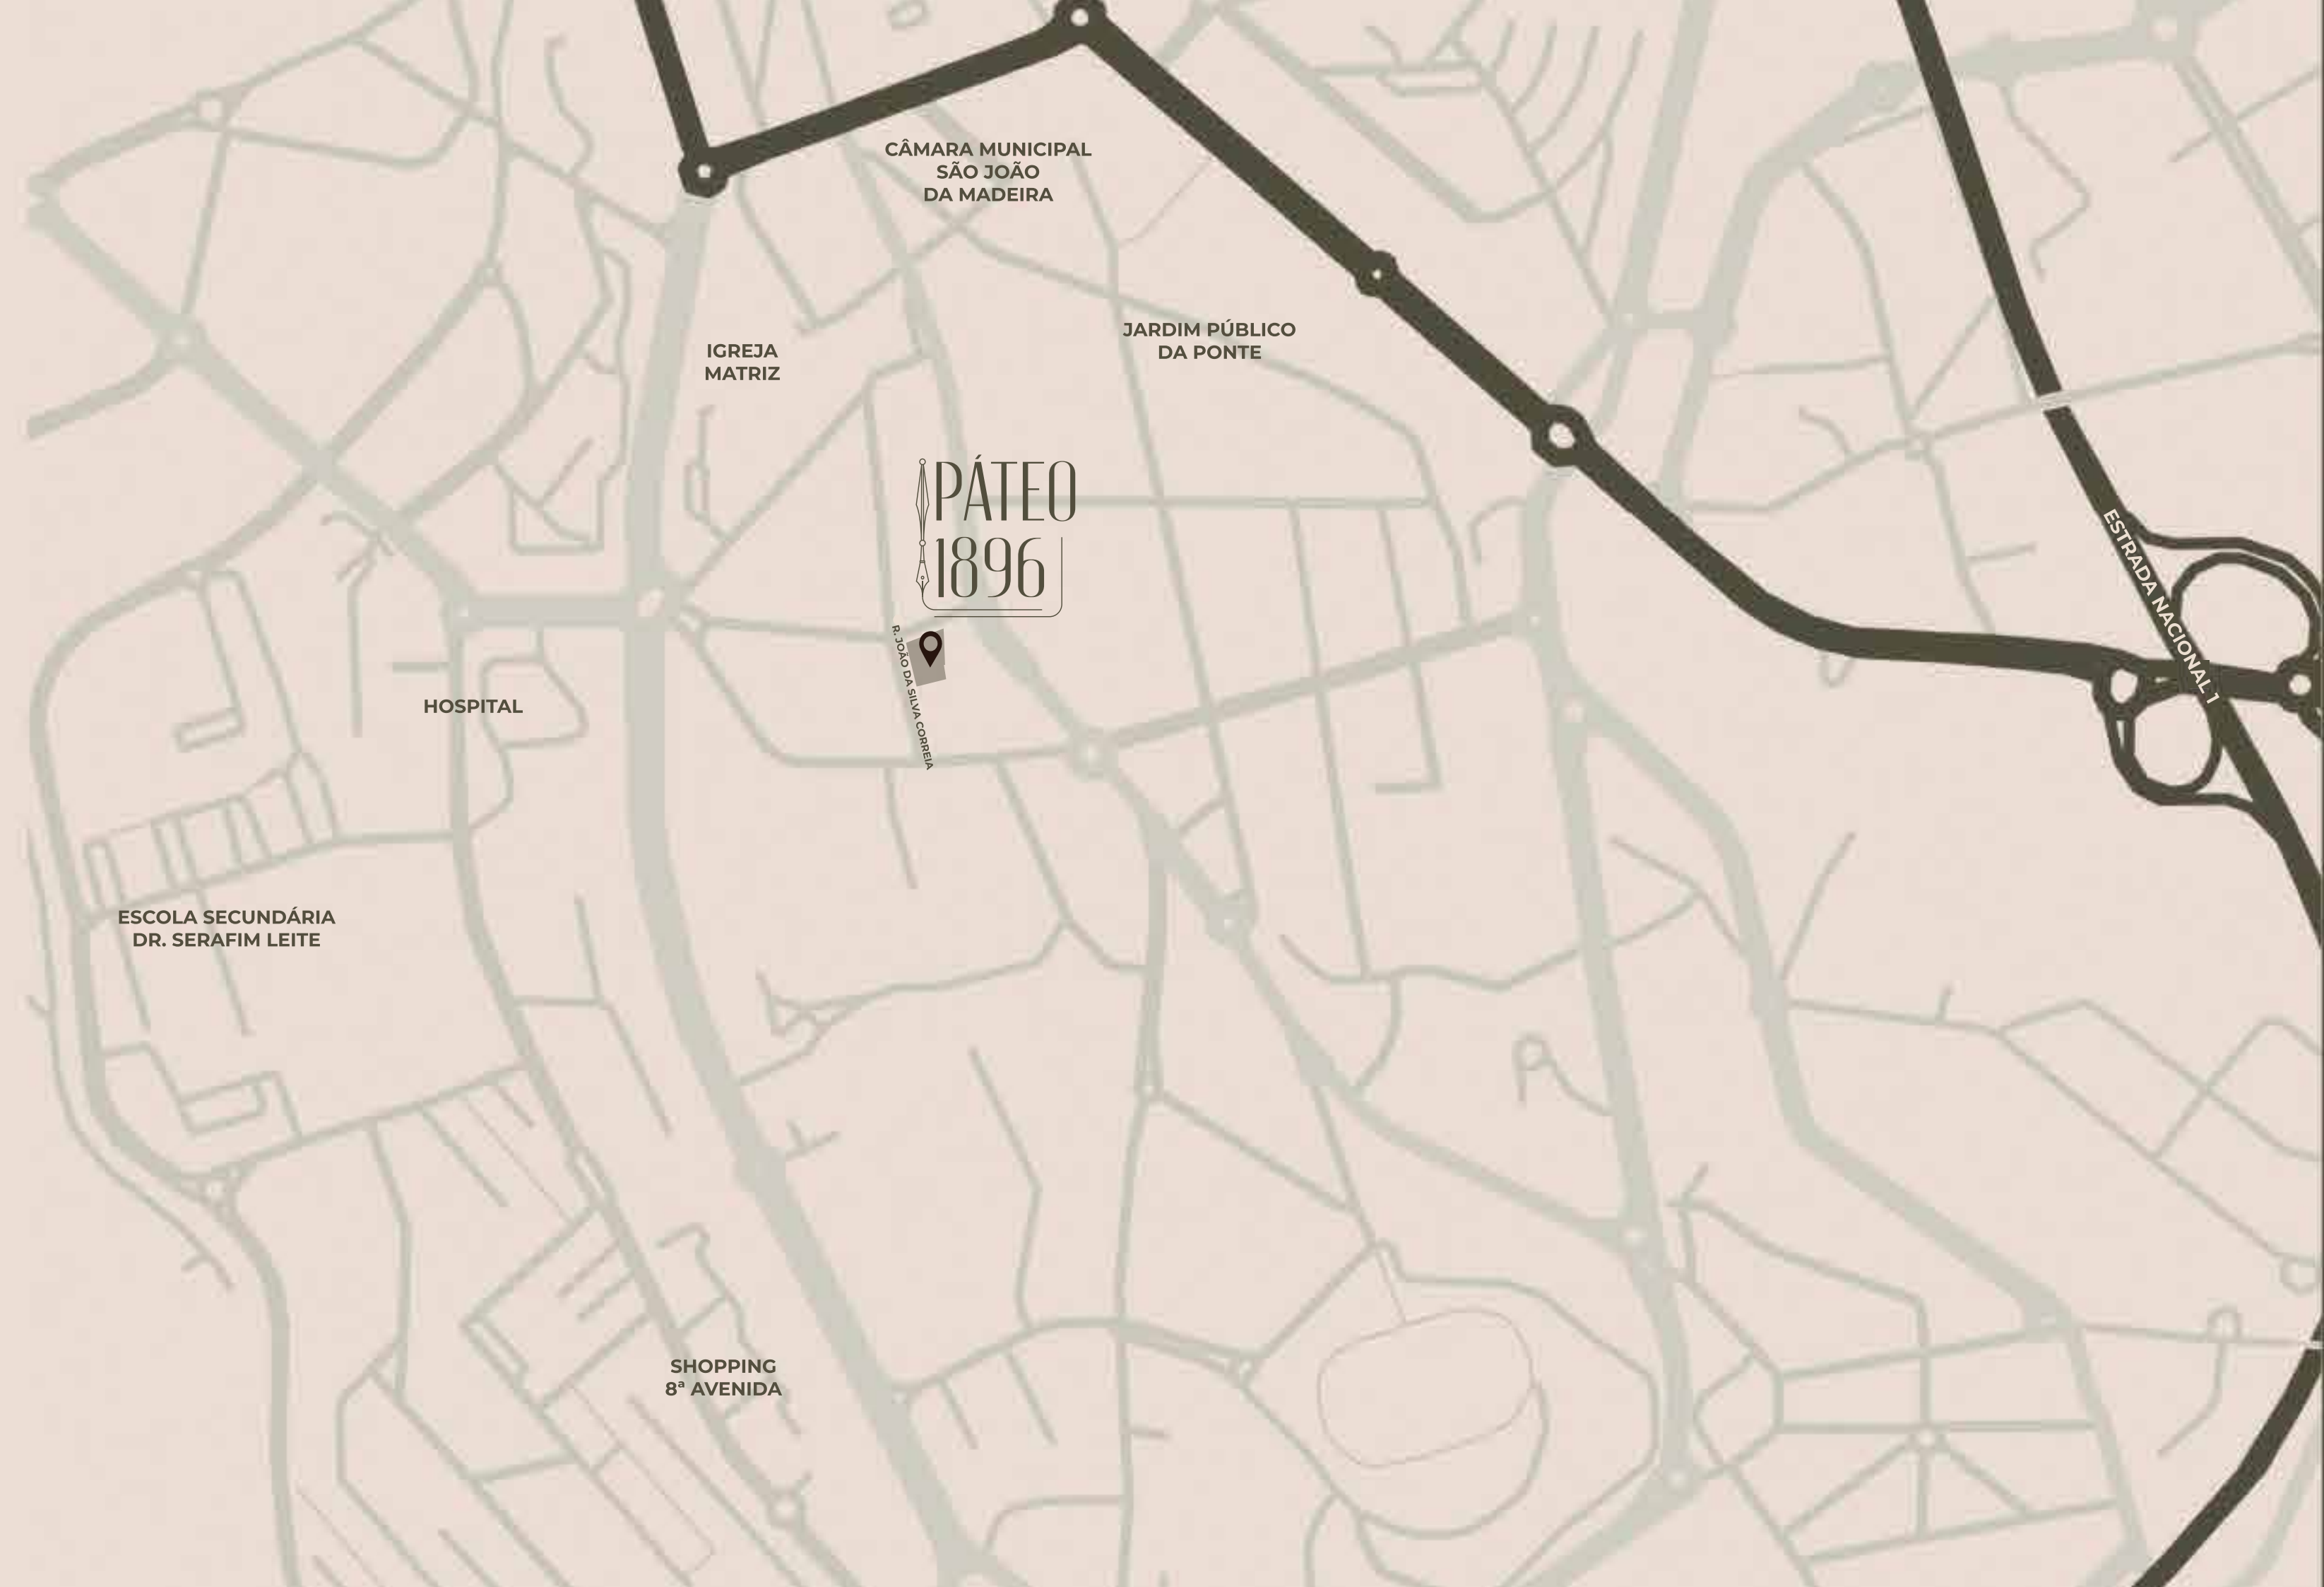 CÂMARA MUNICIPAL
SÃO JOÃO
DA MADEIRA
JARDIM PÚBLICO
DA PONTE
IGREJA
MATRIZ
PÁTEO
1896
ESTRADA NACIONAL 1
R. JOÃO DA SILVA CORREIA
HOSPITAL
ESCOLA SECUNDÁRIA
DR. SERAFIM LEITE
SHOPPING
8ª AVENIDA